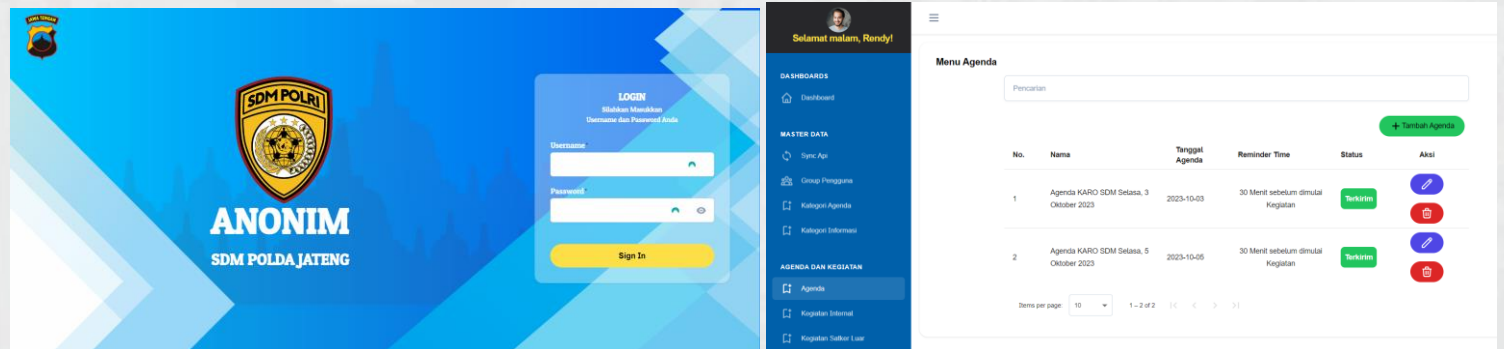 JAWA TENGAH
SDM POLRI
ANONIM
SDM POLDA JATENG
LOGIN
Silahkan Masukkan
Username dan Password Anda
Username
Password
Sign In
Selamat malam, Rendy!
DASHBOARDS
Dashboard
MASTER DATA
Sync Api
Group Pengguna
Kategori Agenda
Kategori Informasi
AGENDA DAN KEGIATAN
Agenda
Kegiatan Internal
Kegiatan Satker Luar
Menu Agenda
Pencarian
+ Tambah Agenda
No. Nama Tanggal Agenda Reminder Time Status Aksi
1 Agenda KARO SDM Selasa, 3 Oktober 2023 2023-10-03 30 Menit sebelum dimulai Kegiatan Terkirim
2 Agenda KARO SDM Selasa, 5 Oktober 2023 2023-10-05 30 Menit sebelum dimulai Kegiatan Terkirim
Items per page: 10 1 – 2 of 2